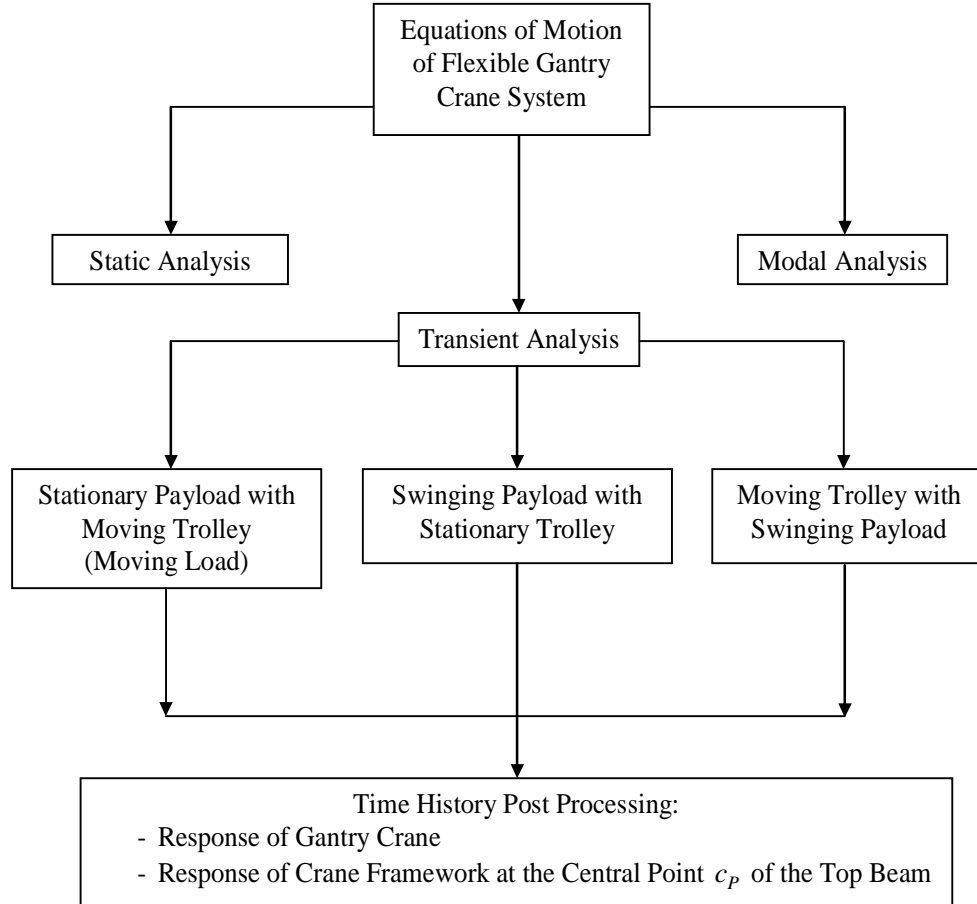 Equations of Motion
of Flexible Gantry
Crane System
Static Analysis
Modal Analysis
Transient Analysis
Stationary Payload with
Moving Trolley
(Moving Load)
Swinging Payload with
Stationary Trolley
Moving Trolley with
Swinging Payload
Time History Post Processing:
- Response of Gantry Crane
- Response of Crane Framework at the Central Point c_P of the Top Beam